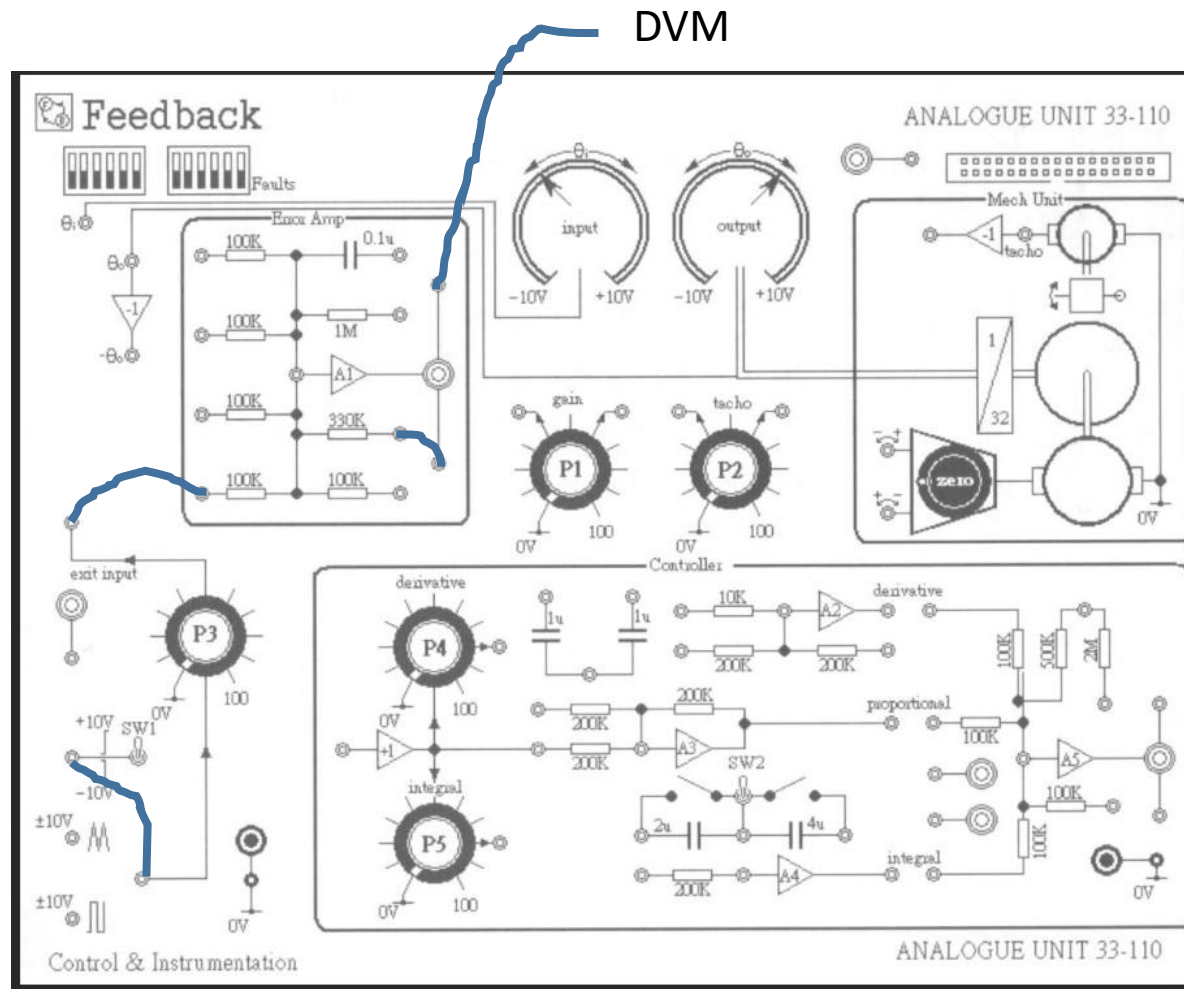 DVM
Feedback
ANALOGUE UNIT 33-110
Faults
θi
θo
Mech Unit
θi
Error Amp
-1
tacho
100K
0.1u
input
output
θo
-10V
+10V
-10V
+10V
-1
100K
1M
1
32
-θo
A1
gain
tacho
100K
330K
P1
P2
- +
zero
+ -
100K
100K
0V
100
0V
100
0V
exit input
Controller
derivative
derivative
P3
1u
1u
10K
A2
P4
100K
500K
2M
200K
200K
0V
100
0V
100
200K
proportional
+10V
SW1
200K
100K
+1
A3
200K
SW2
A5
-10V
integral
100K
±10V
P5
2u
4u
100K
integral
A4
200K
0V
100
0V
±10V
0V
Control & Instrumentation
ANALOGUE UNIT 33-110